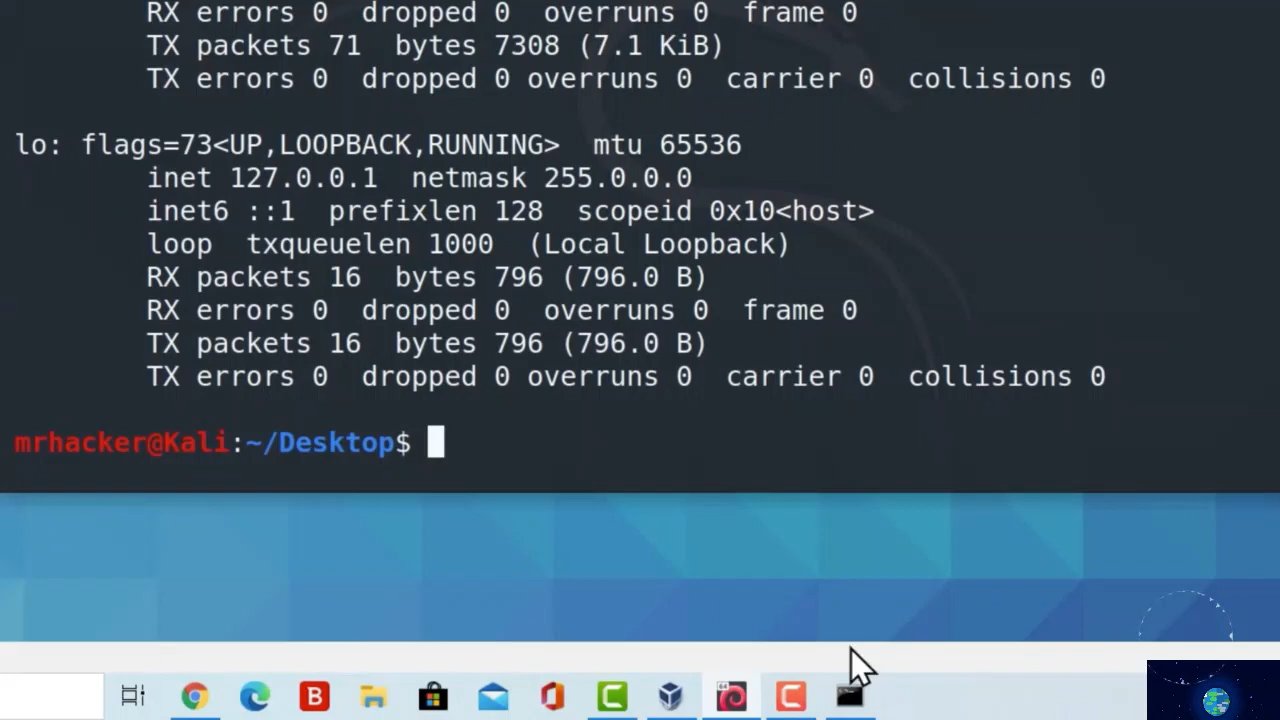 RX errors 0  dropped 0  overruns 0  frame 0
TX packets 71  bytes 7308 (7.1 KiB)
TX errors 0  dropped 0 overruns 0  carrier 0  collisions 0
lo: flags=73<UP,LOOPBACK,RUNNING>  mtu 65536
inet 127.0.0.1  netmask 255.0.0.0
inet6 ::1  prefixlen 128  scopeid 0x10<host>
loop  txqueuelen 1000  (Local Loopback)
RX packets 16  bytes 796 (796.0 B)
RX errors 0  dropped 0  overruns 0  frame 0
TX packets 16  bytes 796 (796.0 B)
TX errors 0  dropped 0 overruns 0  carrier 0  collisions 0
mrhacker@Kali:~/Desktop$
B
64